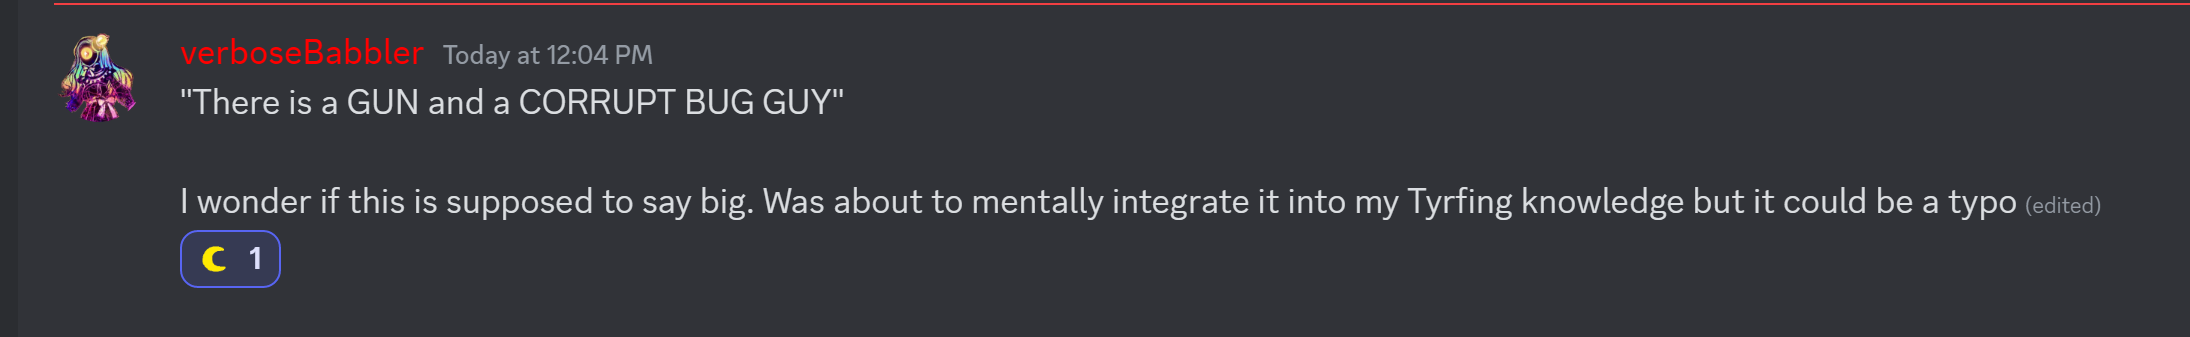 verboseBabbler Today at 12:04 PM
"There is a GUN and a CORRUPT BUG GUY"
I wonder if this is supposed to say big. Was about to mentally integrate it into my Tyrfing knowledge but it could be a typo (edited)
1